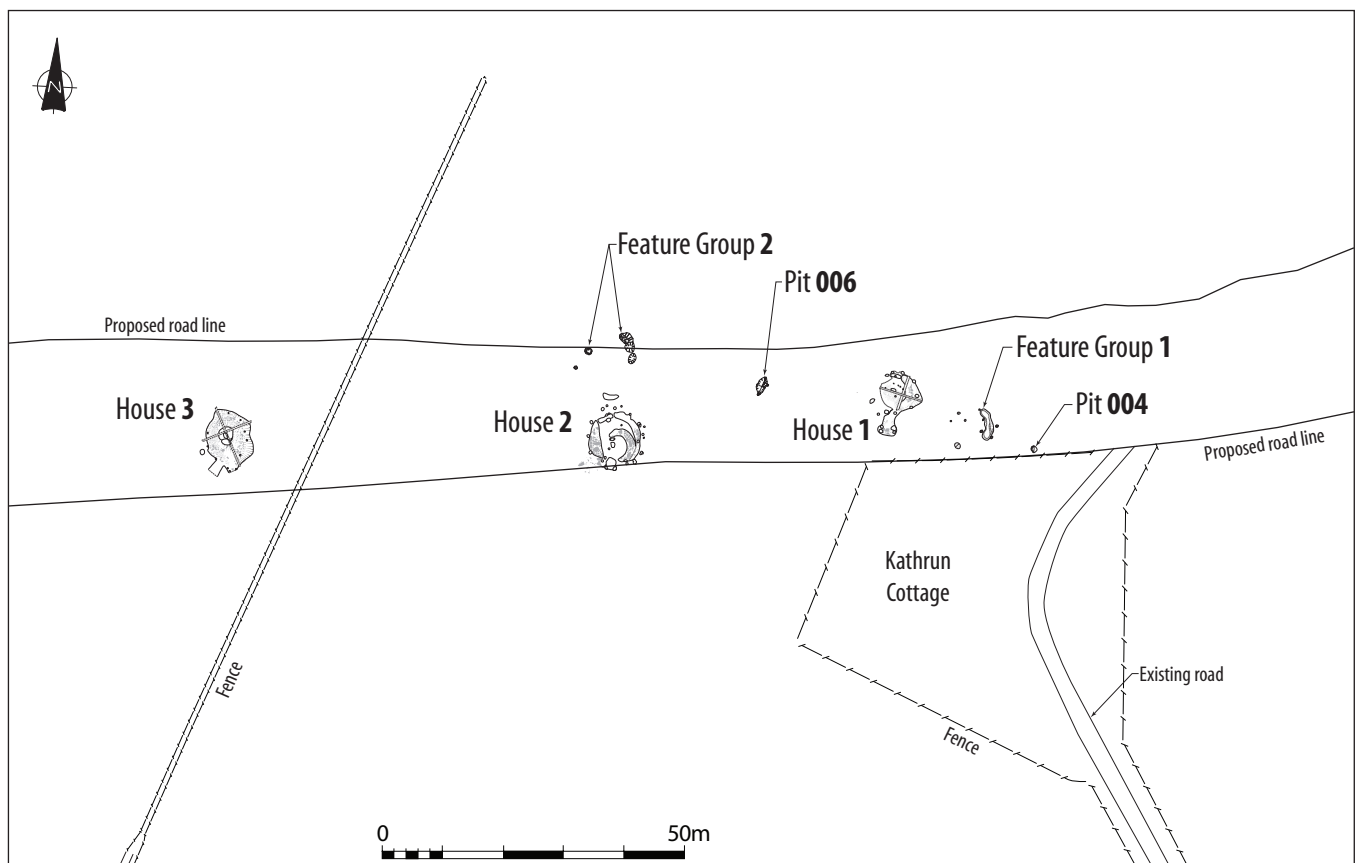 N
Feature Group 2
Pit 006
Proposed road line
Feature Group 1
House 3
House 2
House 1
Pit 004
Proposed road line
Kathrun
Cottage
Fence
Existing road
Fence
0
50m